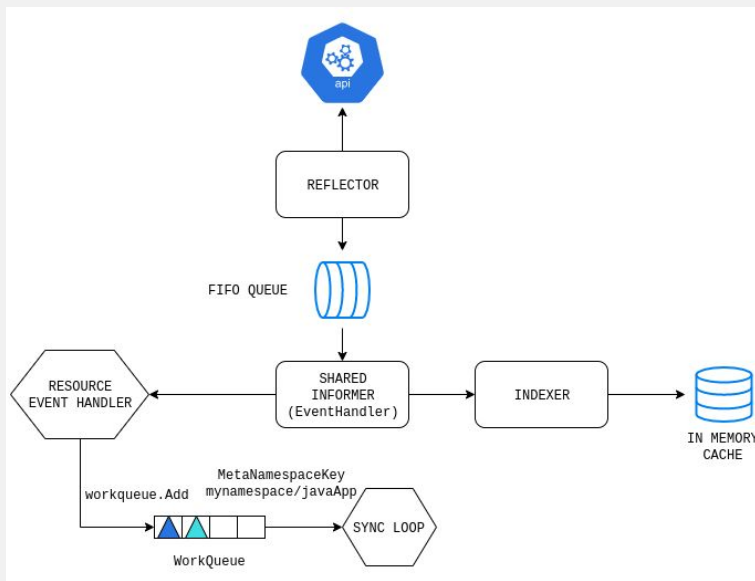 api
REFLECTOR
FIFO QUEUE
RESOURCE
EVENT HANDLER
SHARED
INFORMER
(EventHandler)
INDEXER
IN MEMORY
CACHE
workqueue.Add
MetaNamespaceKey
mynamespace/javaApp
SYNC LOOP
WorkQueue